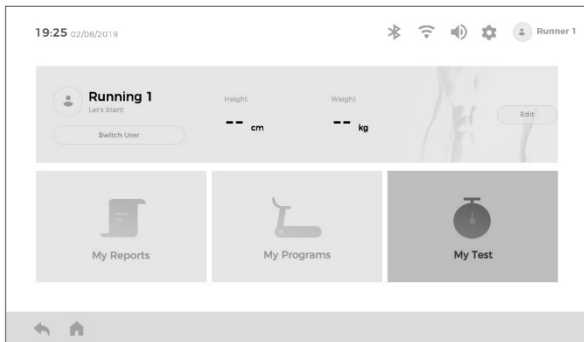 19:25 02/08/2019
Runner 1
Running 1
Let's Start!
Switch User
Height
-- cm
Weight
-- kg
Edit
My Reports
My Programs
My Test